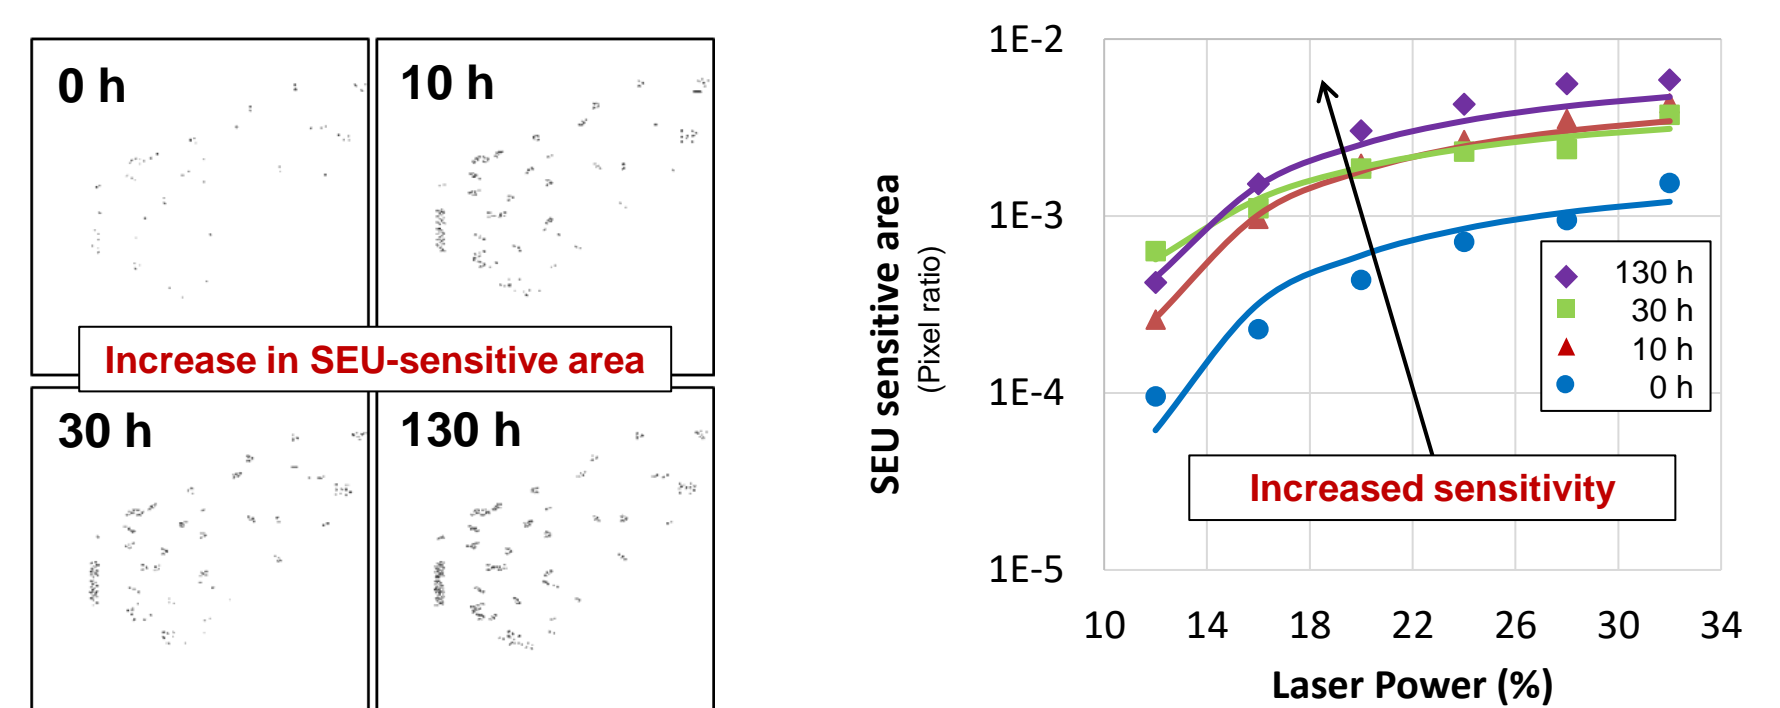 0 h
10 h
Increase in SEU-sensitive area
30 h
130 h
SEU sensitive area
(Pixel ratio)
1E-2
1E-3
1E-4
1E-5
130 h
30 h
10 h
0 h
Increased sensitivity
10 14 18 22 26 30 34
Laser Power (%)